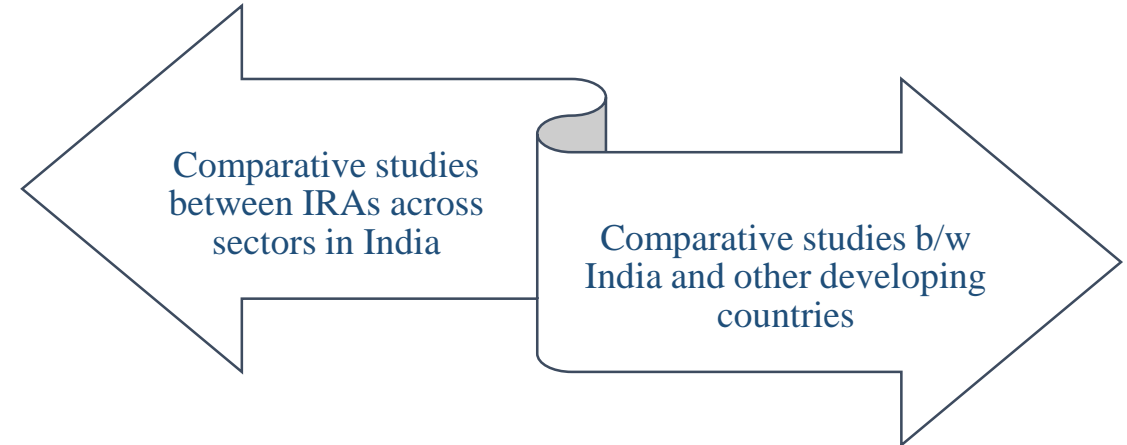 Comparative studies
between IRAs across
sectors in India
Comparative studies b/w
India and other developing
countries